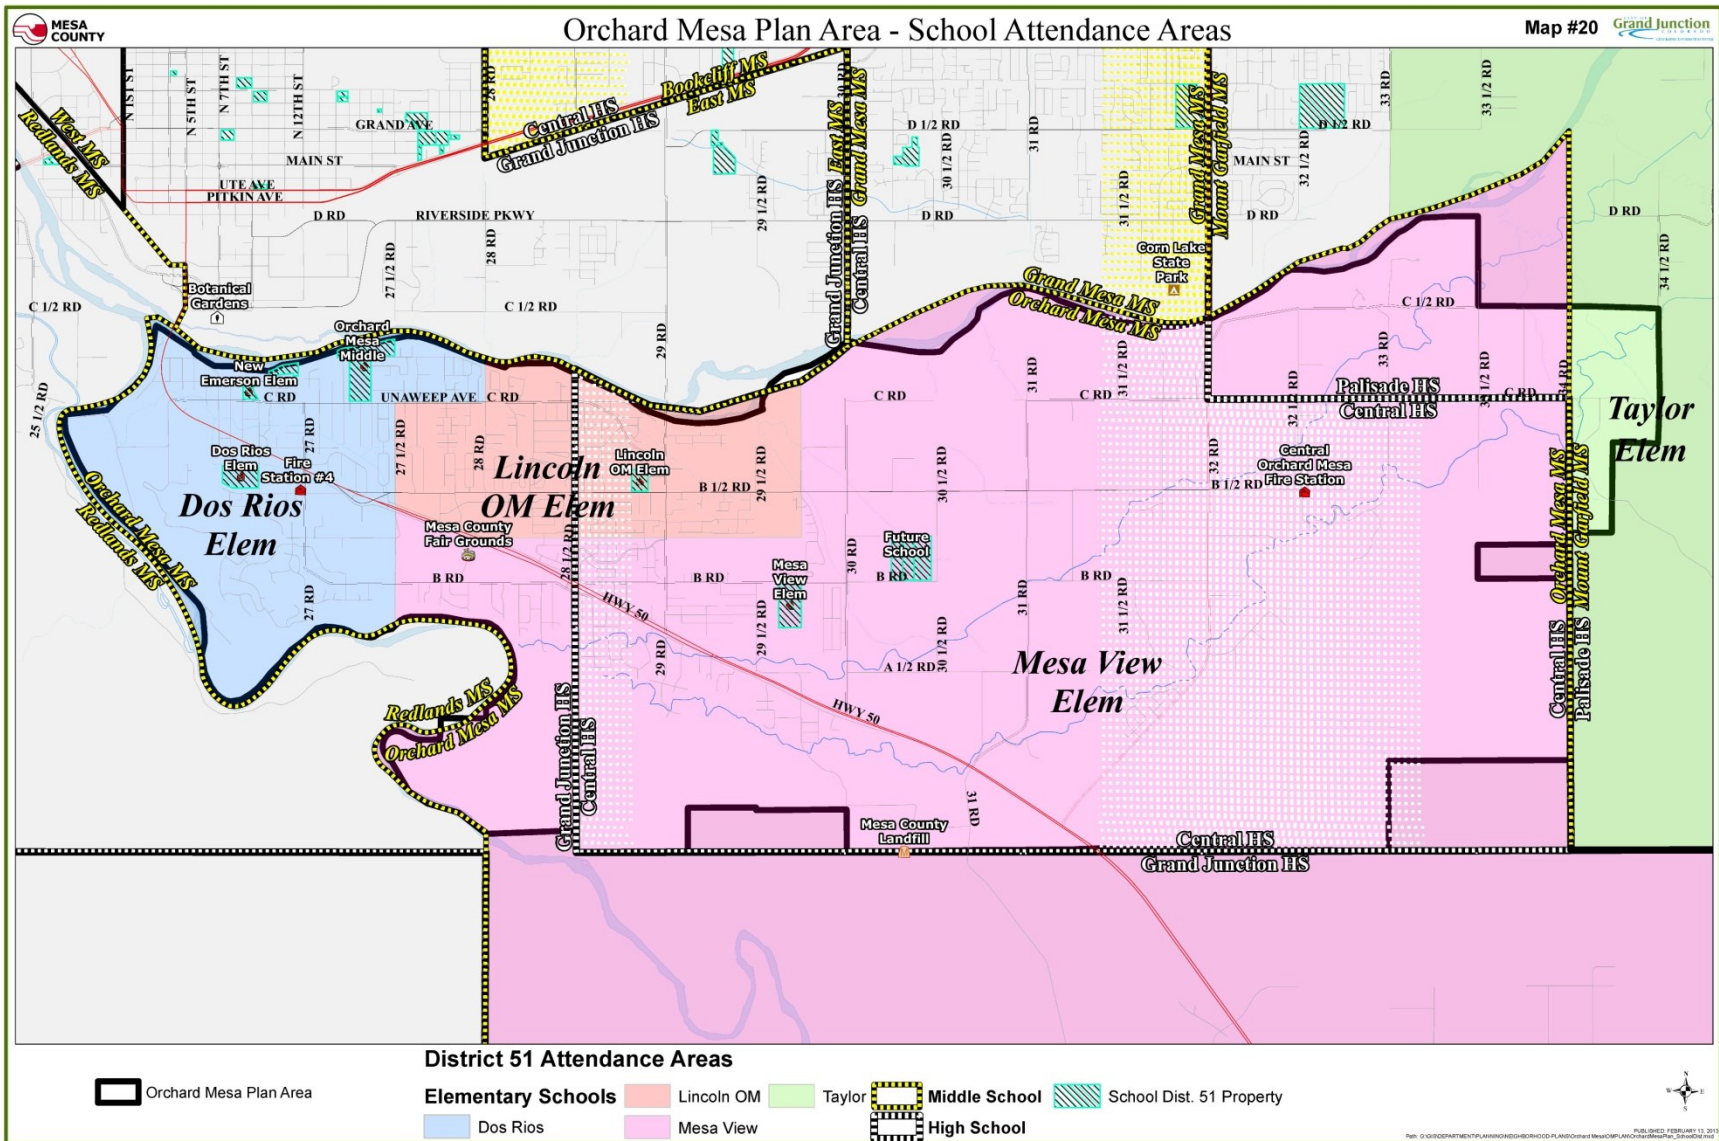 MESA
COUNTY
Orchard Mesa Plan Area - School Attendance Areas
Map #20
Grand Junction
COLORADO
N 1ST ST
N 5TH ST
N 7TH ST
N 12TH ST
28 RD
Bookcliff MS
East MS
30 RD
East MS
Grand Mesa MS
Grand Mesa MS
Mount Garfield MS
33 RD
33 1/2 RD
West MS
Redlands MS
GRAND AVE
Central HS
Grand Junction HS
D 1/2 RD
31 RD
D 1/2 RD
MAIN ST
30 1/2 RD
MAIN ST
32 1/2 RD
UTE AVE
PITKIN AVE
29 1/2 RD
31 1/2 RD
D RD
RIVERSIDE PKWY
D RD
D RD
D RD
28 RD
27 1/2 RD
Grand Junction HS
Central HS
Corn Lake
State
Park
34 1/2 RD
Botanical
Gardens
C 1/2 RD
C 1/2 RD
Grand Mesa MS
Orchard Mesa MS
C 1/2 RD
Orchard
Mesa
Middle
29 RD
33 RD
New
Emerson Elem
31 RD
31 1/2 RD
34 RD
C RD
UNAWEEP AVE
C RD
C RD
C RD
Palisade HS
Central HS
C RD
25 1/2 RD
32 1/2 RD
33 1/2 RD
Taylor
Elem
27 RD
27 1/2 RD
28 RD
Dos Rios
Elem
Fire
Station #4
Lincoln
OM Elem
Lincoln
OM Elem
29 1/2 RD
30 1/2 RD
32 RD
Central
Orchard Mesa
Fire Station
B 1/2 RD
B 1/2 RD
Dos Rios
Elem
Orchard Mesa MS
Redlands MS
Mesa County
Fair Grounds
28 1/2 RD
30 RD
Future
School
Orchard Mesa MS
Mount Garfield MS
B RD
B RD
Mesa
View
Elem
B RD
B RD
27 RD
HWY 50
29 1/2 RD
31 RD
31 1/2 RD
29 RD
A 1/2 RD
30 1/2 RD
Mesa View
Elem
Central HS
Palisade HS
Redlands MS
Orchard Mesa MS
Grand Junction HS
Central HS
HWY 50
31 RD
Mesa County
Landfill
Central HS
Grand Junction HS
District 51 Attendance Areas
Orchard Mesa Plan Area
Elementary Schools
Lincoln OM
Taylor
Middle School
School Dist. 51 Property
Dos Rios
Mesa View
High School
N
W E
S
PUBLISHED: FEBRUARY 13, 2013